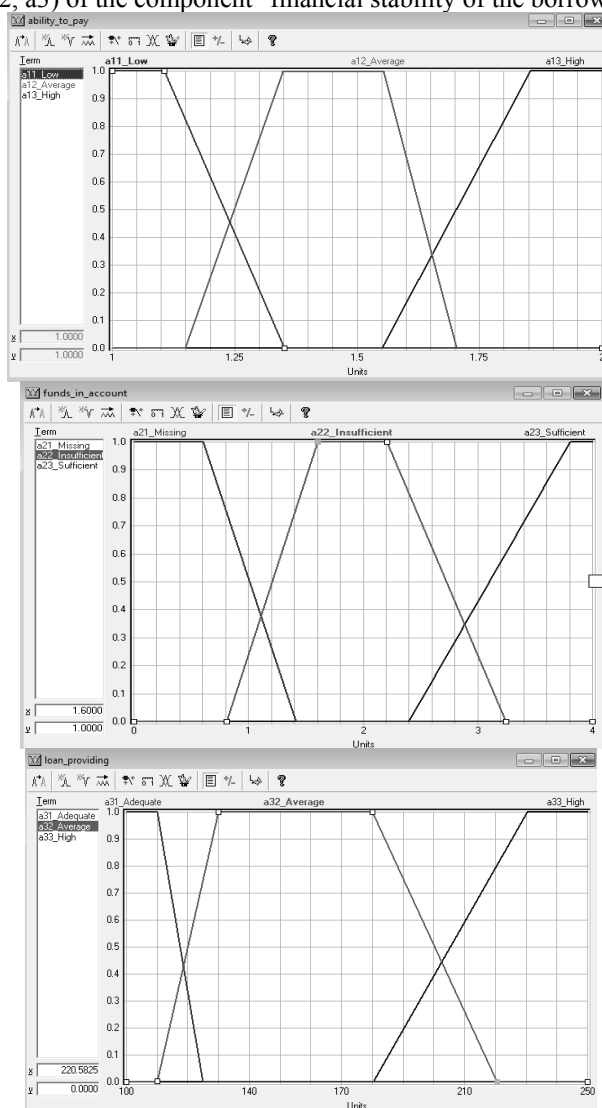 2, a3) of the component "financial stability of the borrow
ability_to_pay
Term
a11_Low a12_Average a13_High
a11_Low
a12_Average
a13_High
1.0
0.9
0.8
0.7
0.6
0.5
0.4
0.3
0.2
0.1
0.0
x 1.0000
y 1.0000
1 1.25 1.5 1.75 2
Units
funds_in_account
Term
a21_Missing a22_Insufficient a23_Sufficient
a21_Missing
a22_Insufficient
a23_Sufficient
1.0
0.9
0.8
0.7
0.6
0.5
0.4
0.3
0.2
0.1
0.0
x 1.6000
y 1.0000
0 1 2 3 4
Units
loan_providing
Term
a31_Adequate a32_Average a33_High
a31_Adequate
a32_Average
a33_High
1.0
0.9
0.8
0.7
0.6
0.5
0.4
0.3
0.2
0.1
0.0
x 220.5825
y 0.0000
100 140 170 210 250
Units